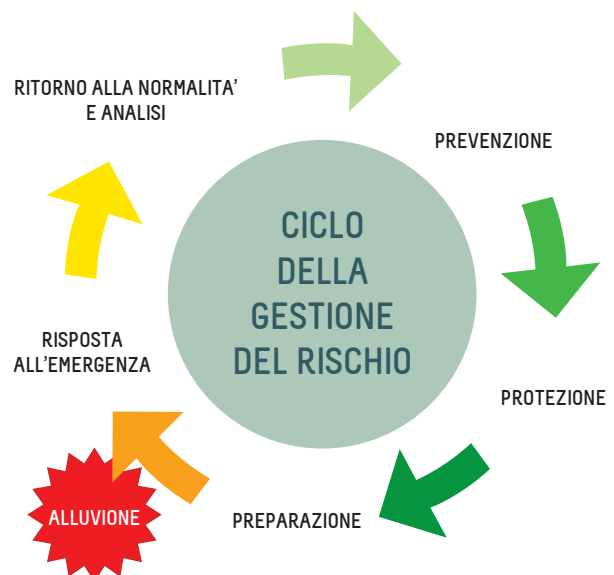 RITORNO ALLA NORMALITA'
E ANALISI
PREVENZIONE
CICLO
DELLA
GESTIONE
DEL RISCHIO
RISPOSTA
ALL'EMERGENZA
PROTEZIONE
ALLUVIONE
PREPARAZIONE